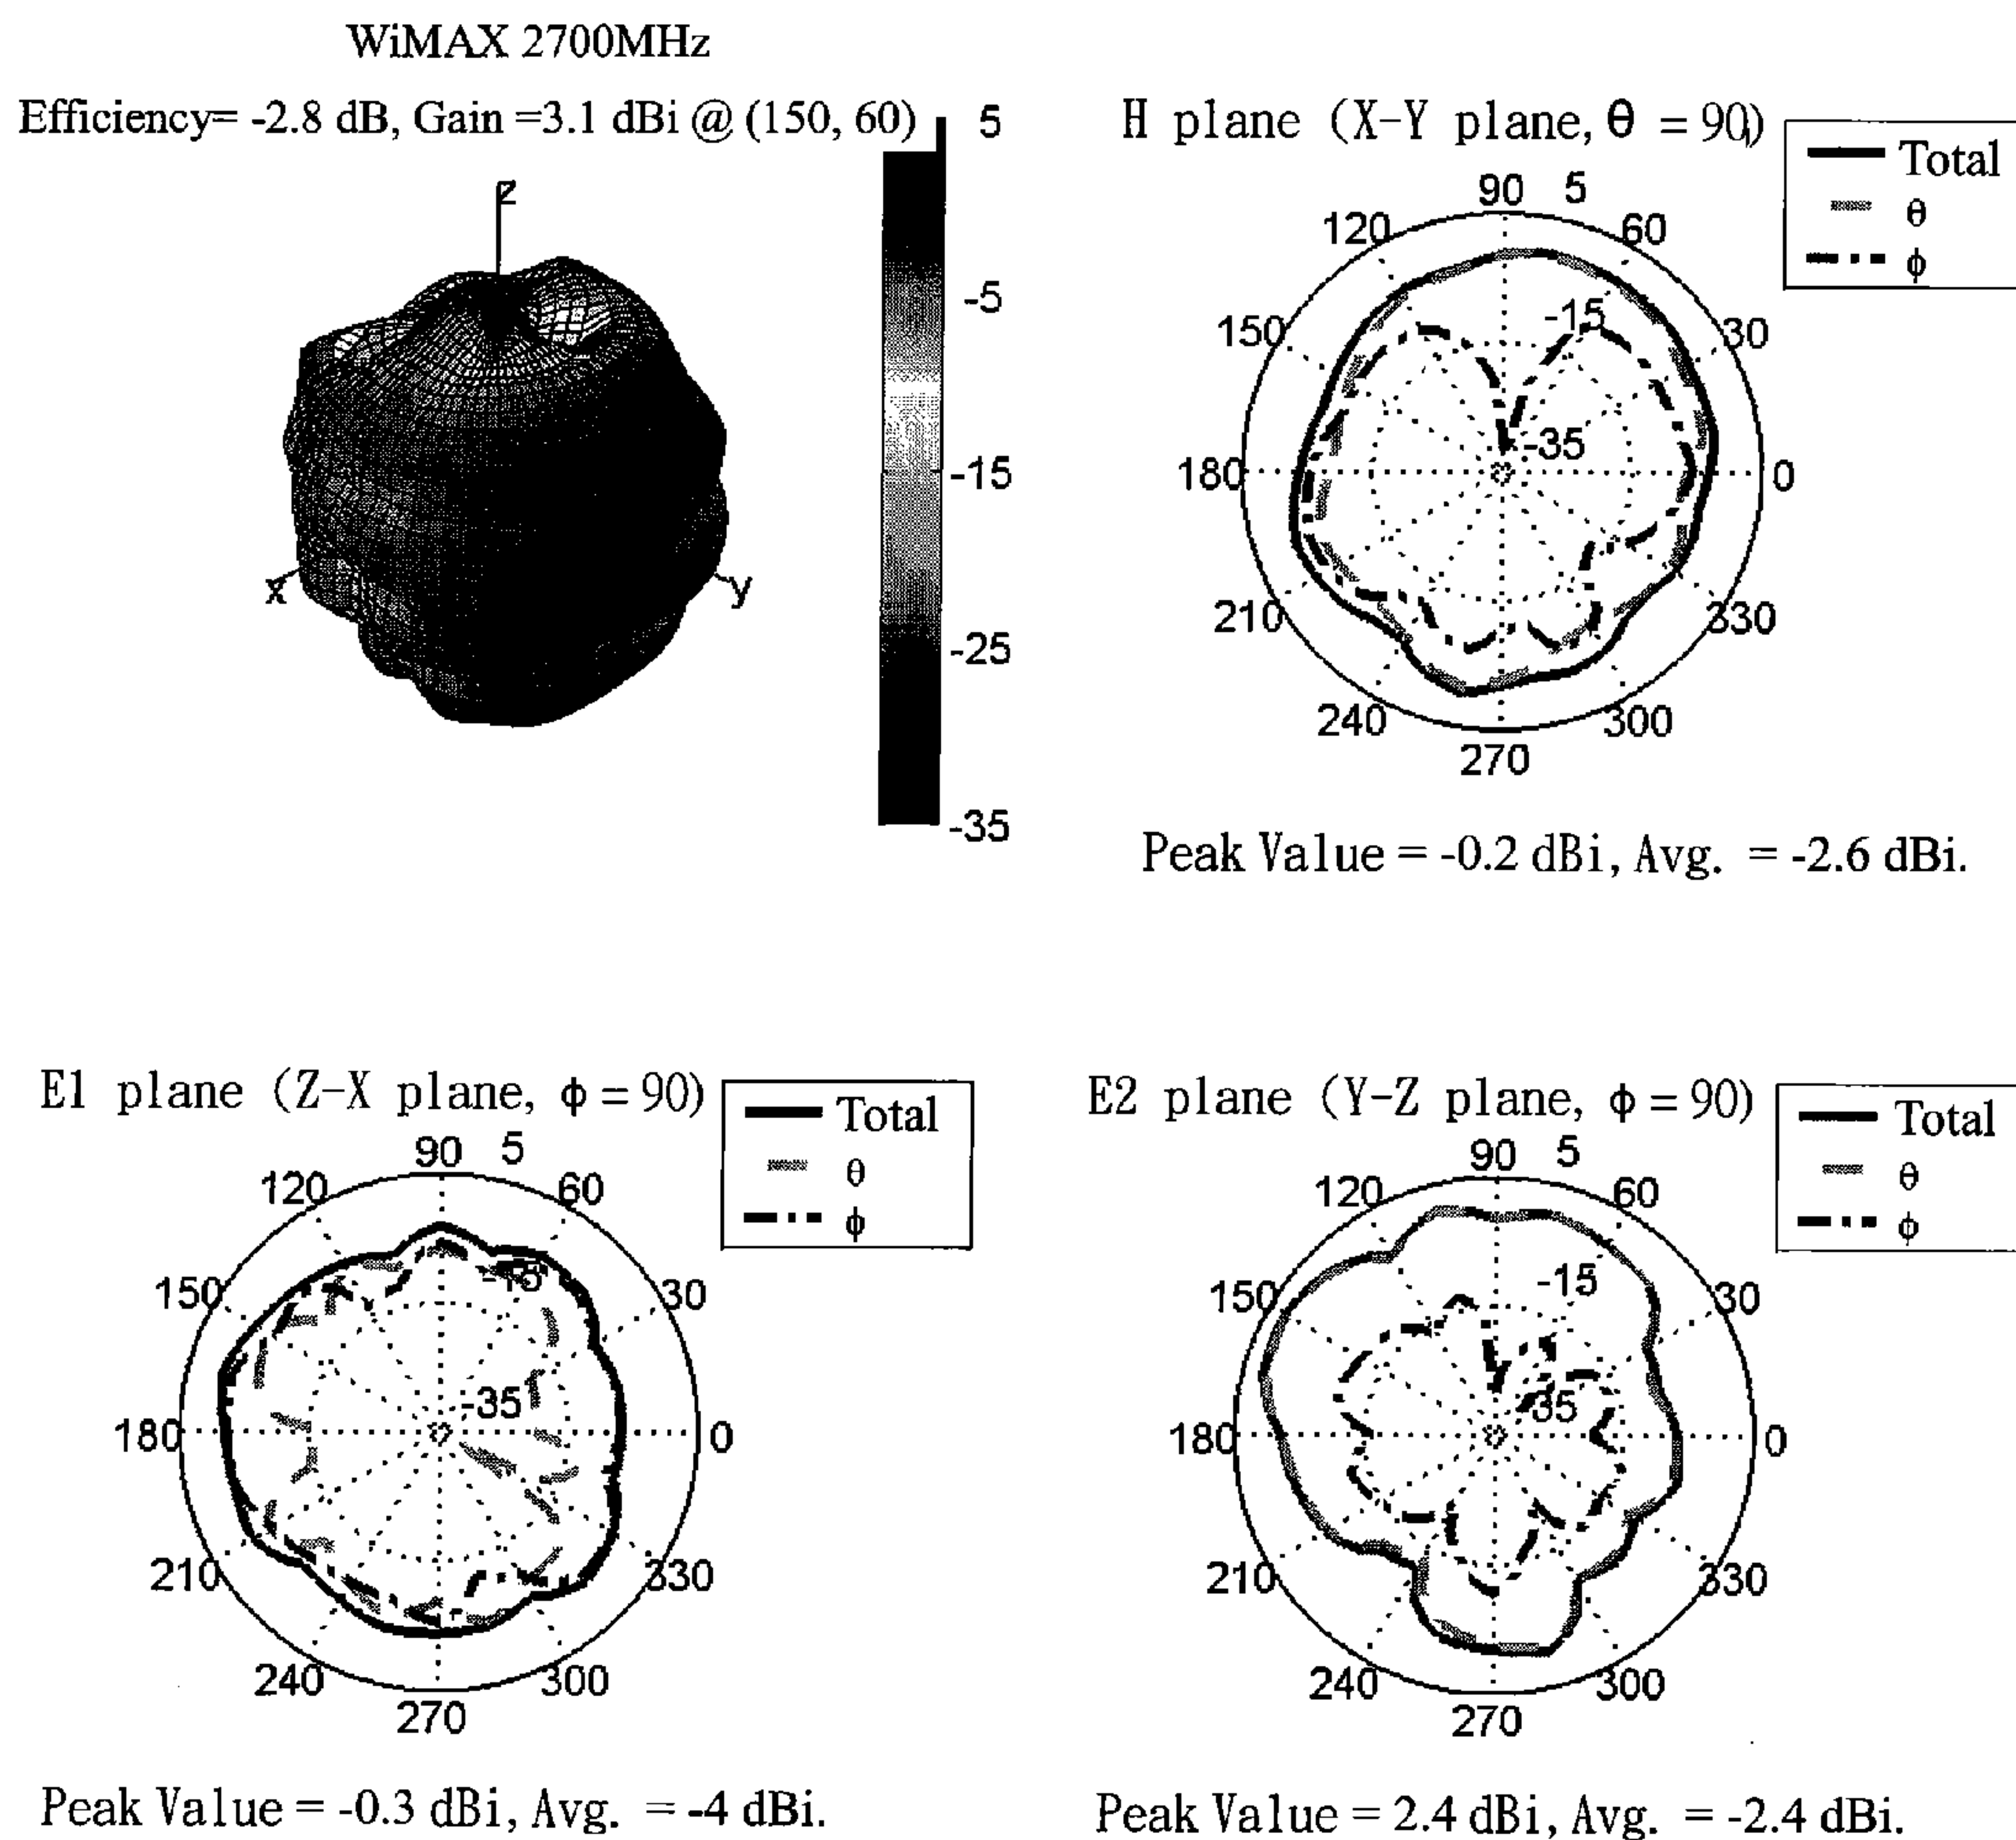 WiMAX 2700MHz
Efficiency= -2.8 dB, Gain =3.1 dBi @ (150, 60)
5
-5
-15
-25
-35
z
x
y
H plane (X-Y plane, θ = 90)
Total
θ
ϕ
90 5
120 60
150 -15 30
180 -35 0
210 330
240 300
270
Peak Value = -0.2 dBi, Avg. = -2.6 dBi.
E1 plane (Z-X plane, ϕ = 90)
Total
θ
ϕ
90 5
120 60
150 -15 30
180 -35 0
210 330
240 300
270
Peak Value = -0.3 dBi, Avg. = -4 dBi.
E2 plane (Y-Z plane, ϕ = 90)
Total
θ
ϕ
90 5
120 60
150 -15 30
180 -35 0
210 330
240 300
270
Peak Value = 2.4 dBi, Avg. = -2.4 dBi.